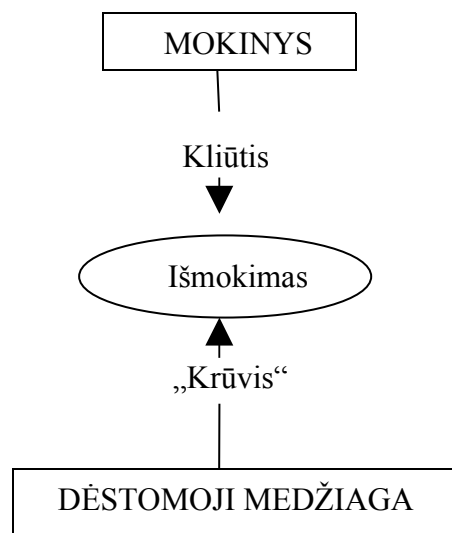 MOKINYS
Kliūtis
Išmokimas
„Krūvis“
DĖSTOMOJI MEDŽIAGA